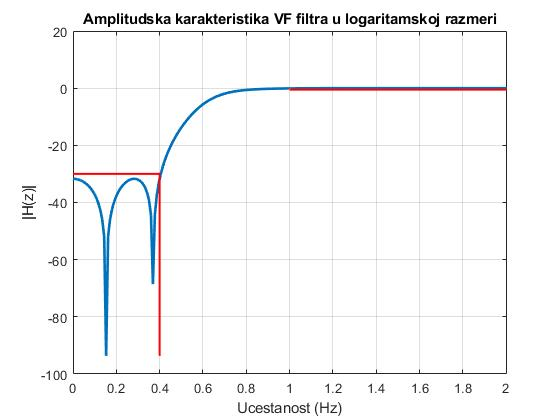 Amplitudska karakteristika VF filtra u logaritamskoj razmeri
20
0
-20
-40
-60
-80
-100
|H(z)|
0 0.2 0.4 0.6 0.8 1 1.2 1.4 1.6 1.8 2
Ucestanost (Hz)